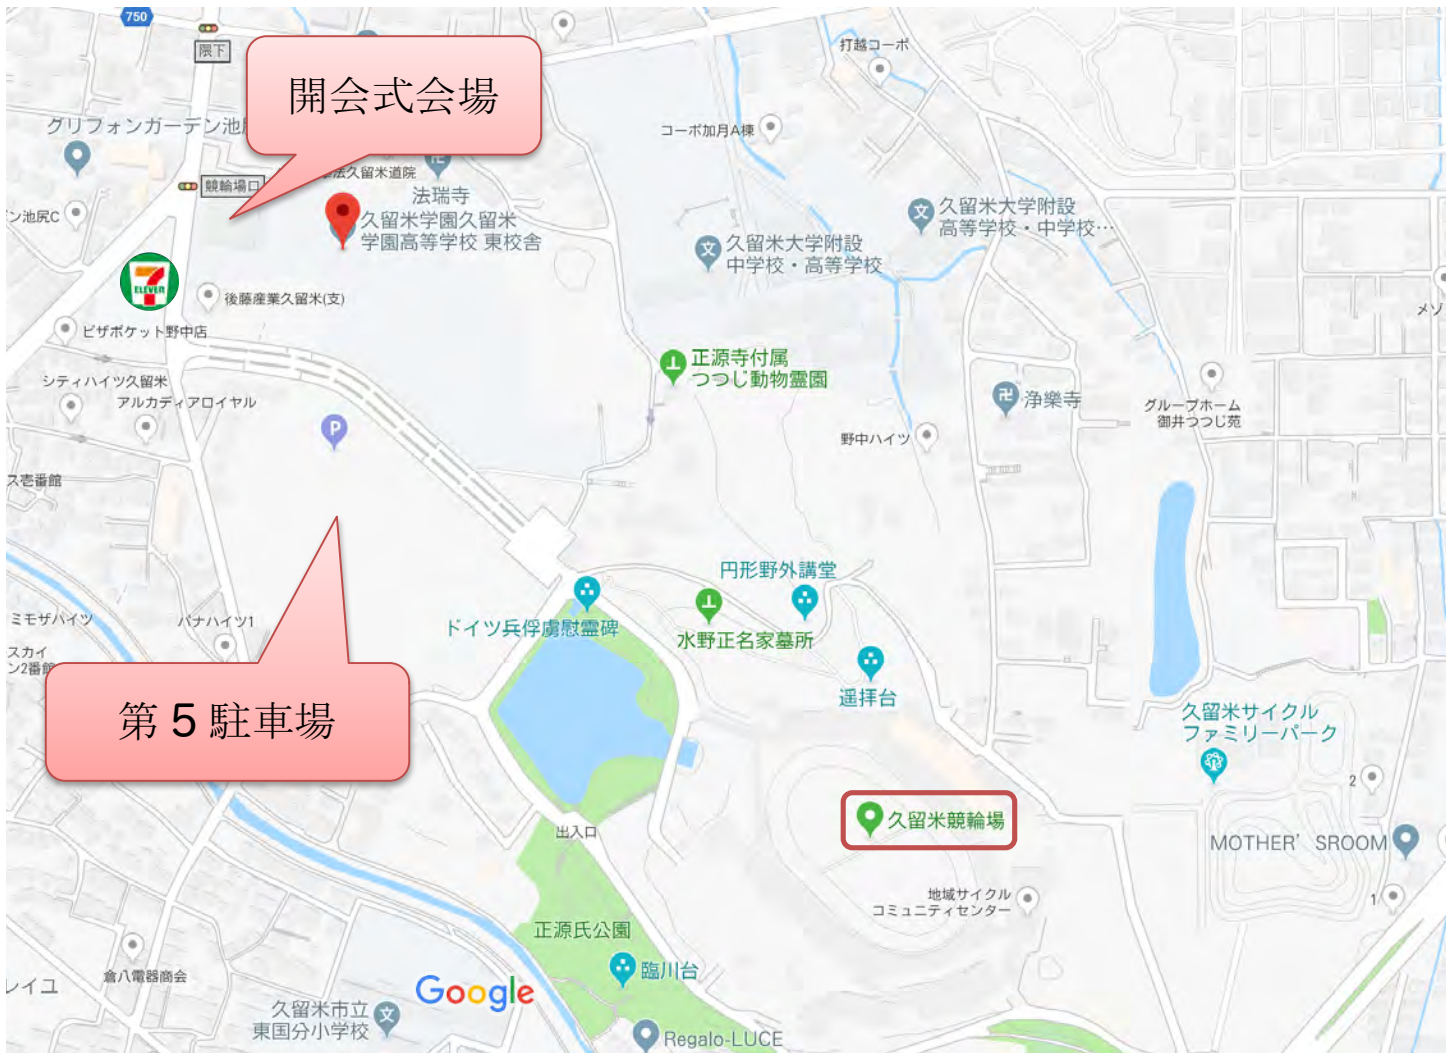 750
隈下
開会式会場
打越コーポ
コーポ加月A棟
競輪場口
久留米道院
法瑞寺
久留米学園久留米
学園高等学校 東校舎
久留米大学附設
高等学校・中学校…
久留米大学附設
中学校・高等学校
ン池尻C
7
ELEVEn
後藤産業久留米(支)
ピザポケット野中店
メゾ
正源寺付属
つつじ動物霊園
シティハイツ久留米
アルカディアロイヤル
浄樂寺
グループホーム
御井つつじ苑
P
野中ハイツ
ス壱番館
円形野外講堂
ミモザハイツ
パナハイツ1
ドイツ兵俘虜慰霊碑
水野正名家墓所
スカイ
ン2番館
遥拝台
第5駐車場
久留米サイクル
ファミリーパーク
2
久留米競輪場
出入口
MOTHER’SROOM
地域サイクル
コミュニティセンター
1
正源氏公園
臨川台
倉八電器商会
レイユ
Google
久留米市立
東国分小学校
Regalo-LUCE